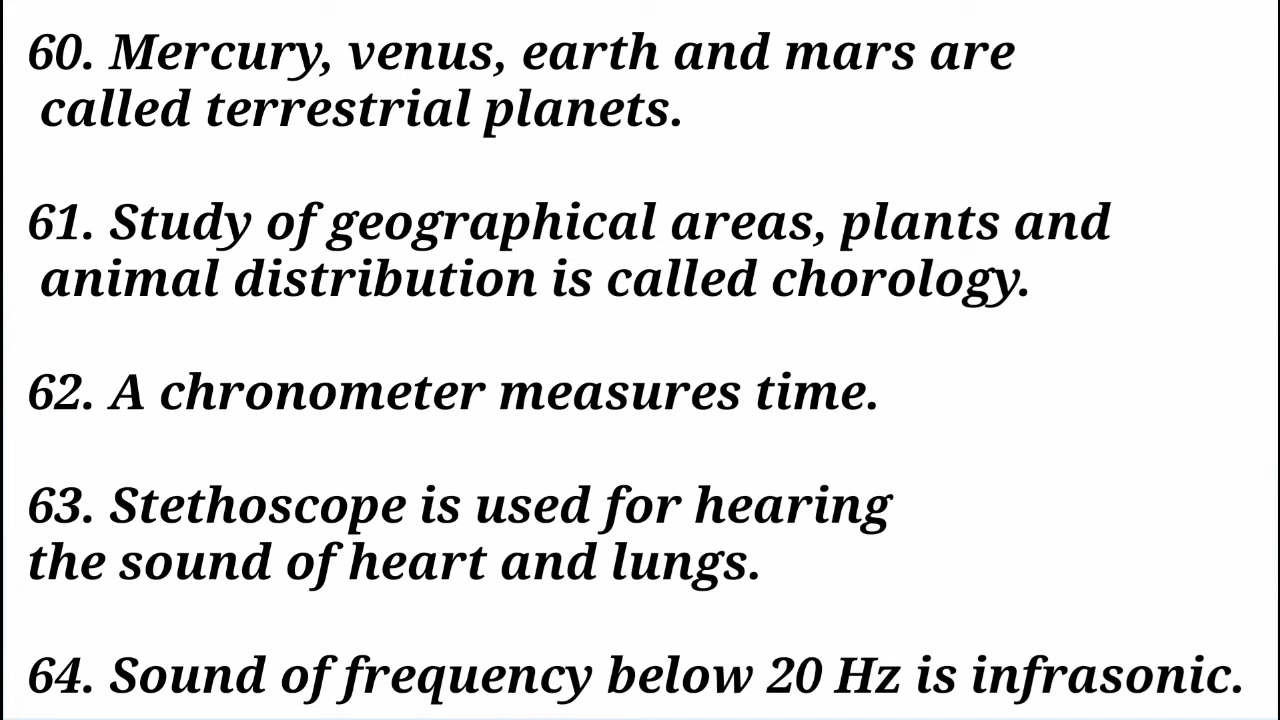 60. Mercury, venus, earth and mars are
called terrestrial planets.
61. Study of geographical areas, plants and
animal distribution is called chorology.
62. A chronometer measures time.
63. Stethoscope is used for hearing
the sound of heart and lungs.
64. Sound of frequency below 20 Hz is infrasonic.